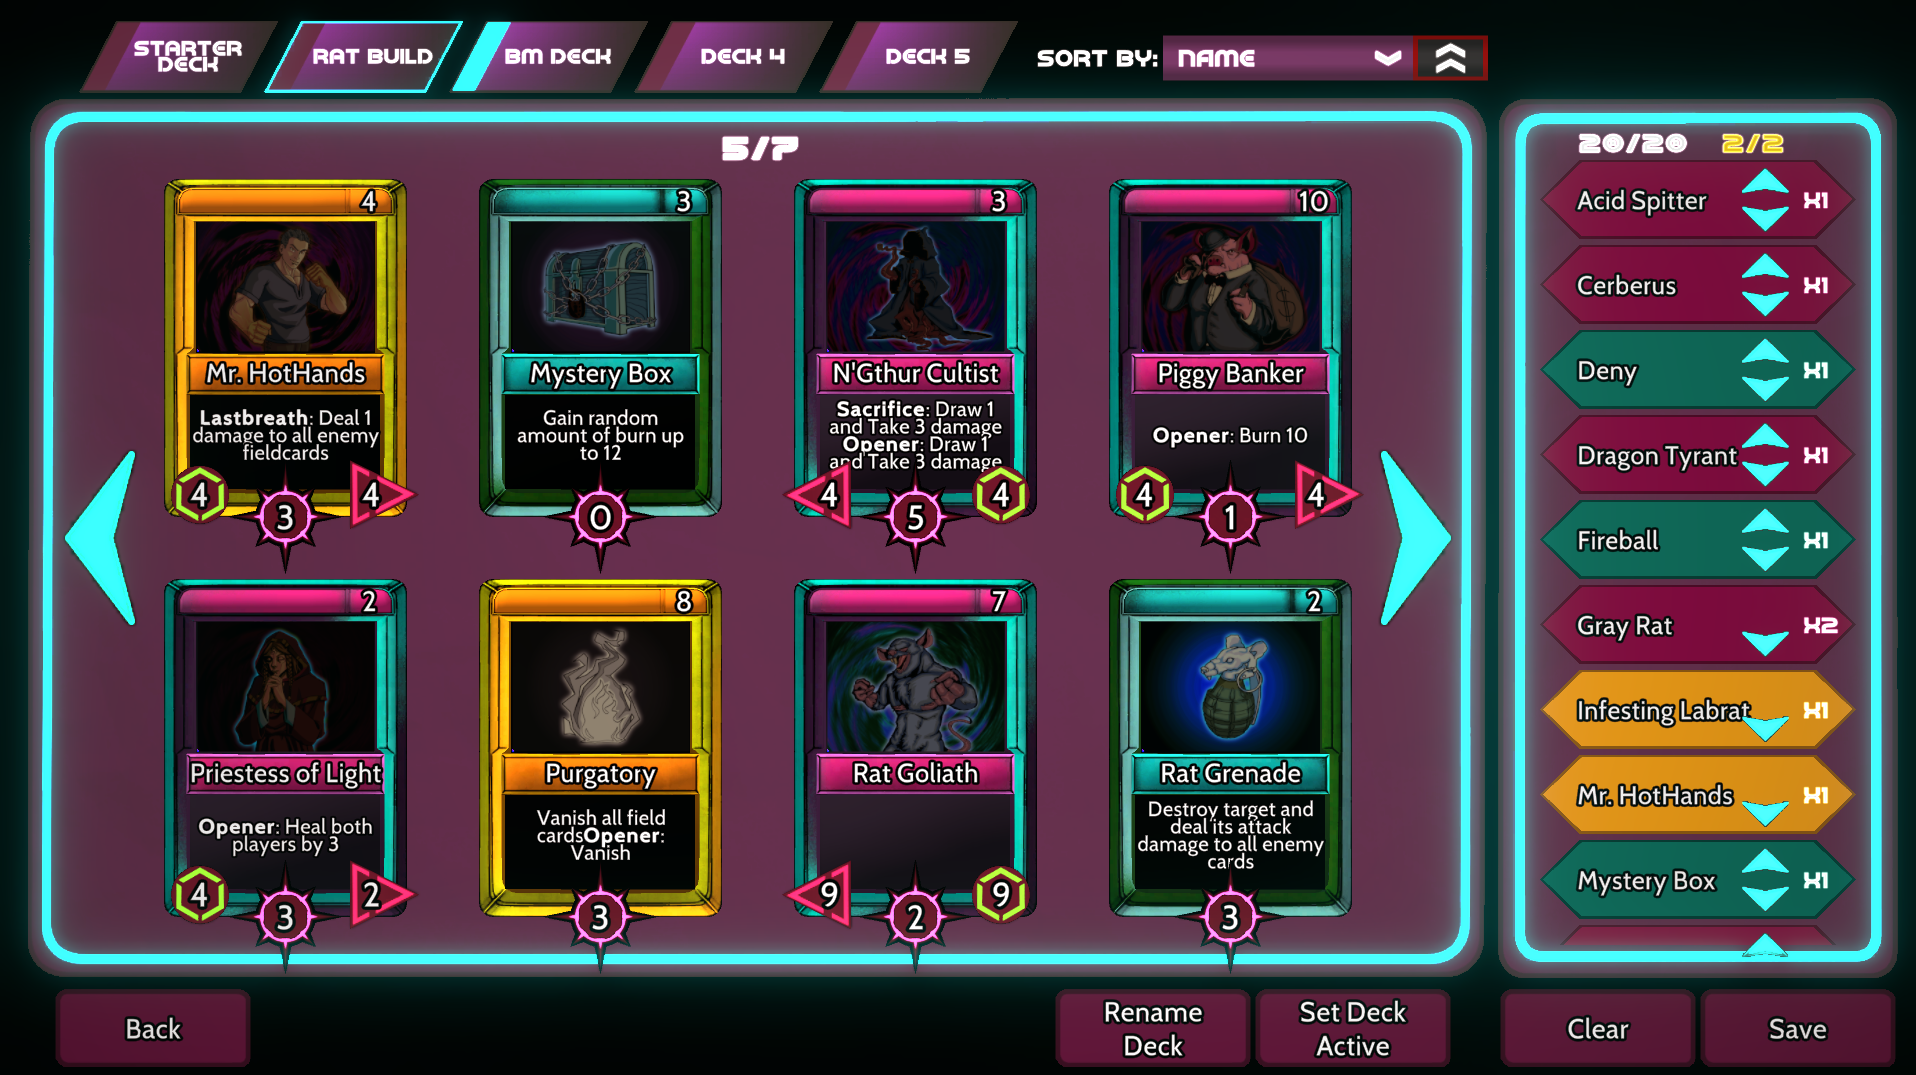 STARTER
DECK
RAT BUILD
BM DECK
DECK 4
DECK 5
SORT BY:
NAME
5/7
4
Mr. HotHands
Lastbreath: Deal 1
damage to all enemy
fieldcards
4
3
4
3
Mystery Box
Gain random
amount of burn up
to 12
0
3
N'Gthur Cultist
Sacrifice: Draw 1
and Take 3 damage
Opener: Draw 1
and Take 3 damage
4
5
4
10
Piggy Banker
Opener: Burn 10
4
1
4
2
Priestess of Light
Opener: Heal both
players by 3
4
3
2
8
Purgatory
Vanish all field
cardsOpener:
Vanish
3
7
Rat Goliath
9
2
9
2
Rat Grenade
Destroy target and
deal its attack
damage to all enemy
cards
3
20/20 2/2
Acid Spitter X1
Cerberus X1
Deny X1
Dragon Tyrant X1
Fireball X1
Gray Rat X2
Infesting Labrat X1
Mr. HotHands X1
Mystery Box X1
Back
Rename
Deck
Set Deck
Active
Clear
Save